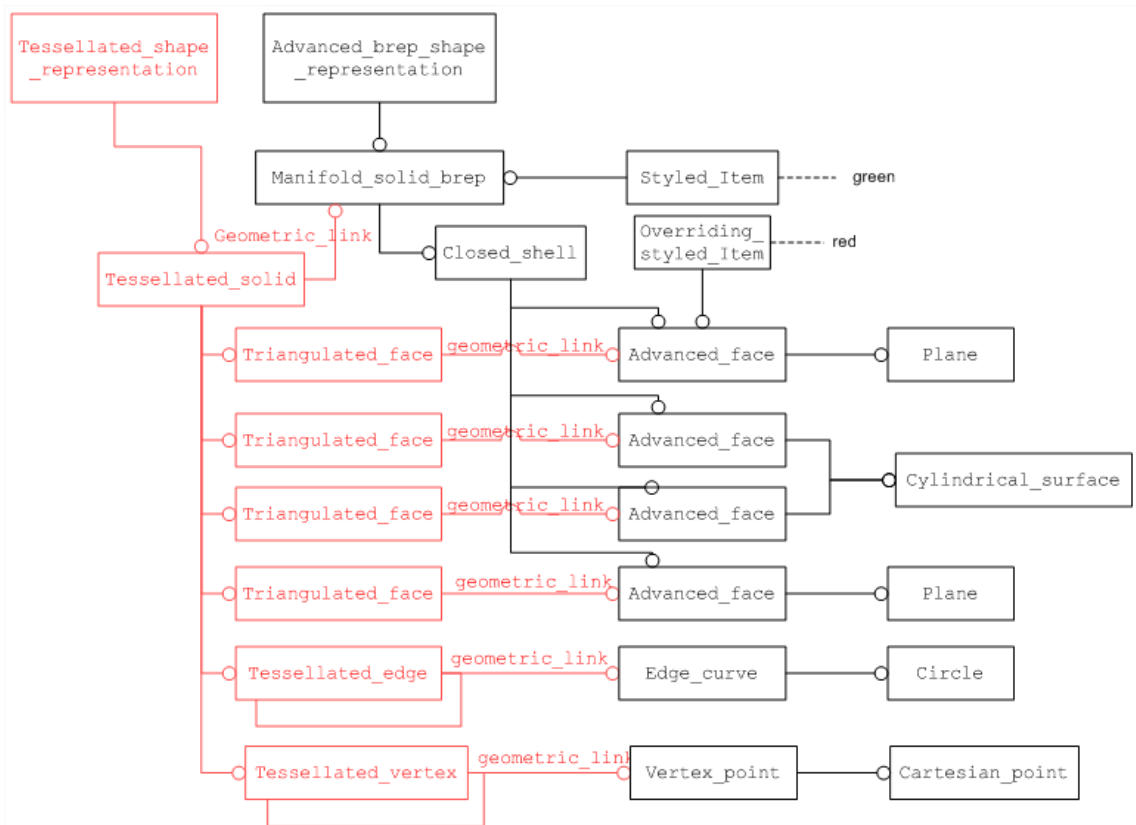 Tessellated_shape
_representation
Advanced_brep_shape
_representation
Manifold_solid_brep
Styled_Item
green
Geometric_link
Closed_shell
Overriding_
styled_Item
red
Tessellated_solid
Triangulated_face
geometric_link
Advanced_face
Plane
Triangulated_face
geometric_link
Advanced_face
Cylindrical_surface
Triangulated_face
geometric_link
Advanced_face
Triangulated_face
geometric_link
Advanced_face
Plane
Tessellated_edge
geometric_link
Edge_curve
Circle
Tessellated_vertex
geometric_link
Vertex_point
Cartesian_point